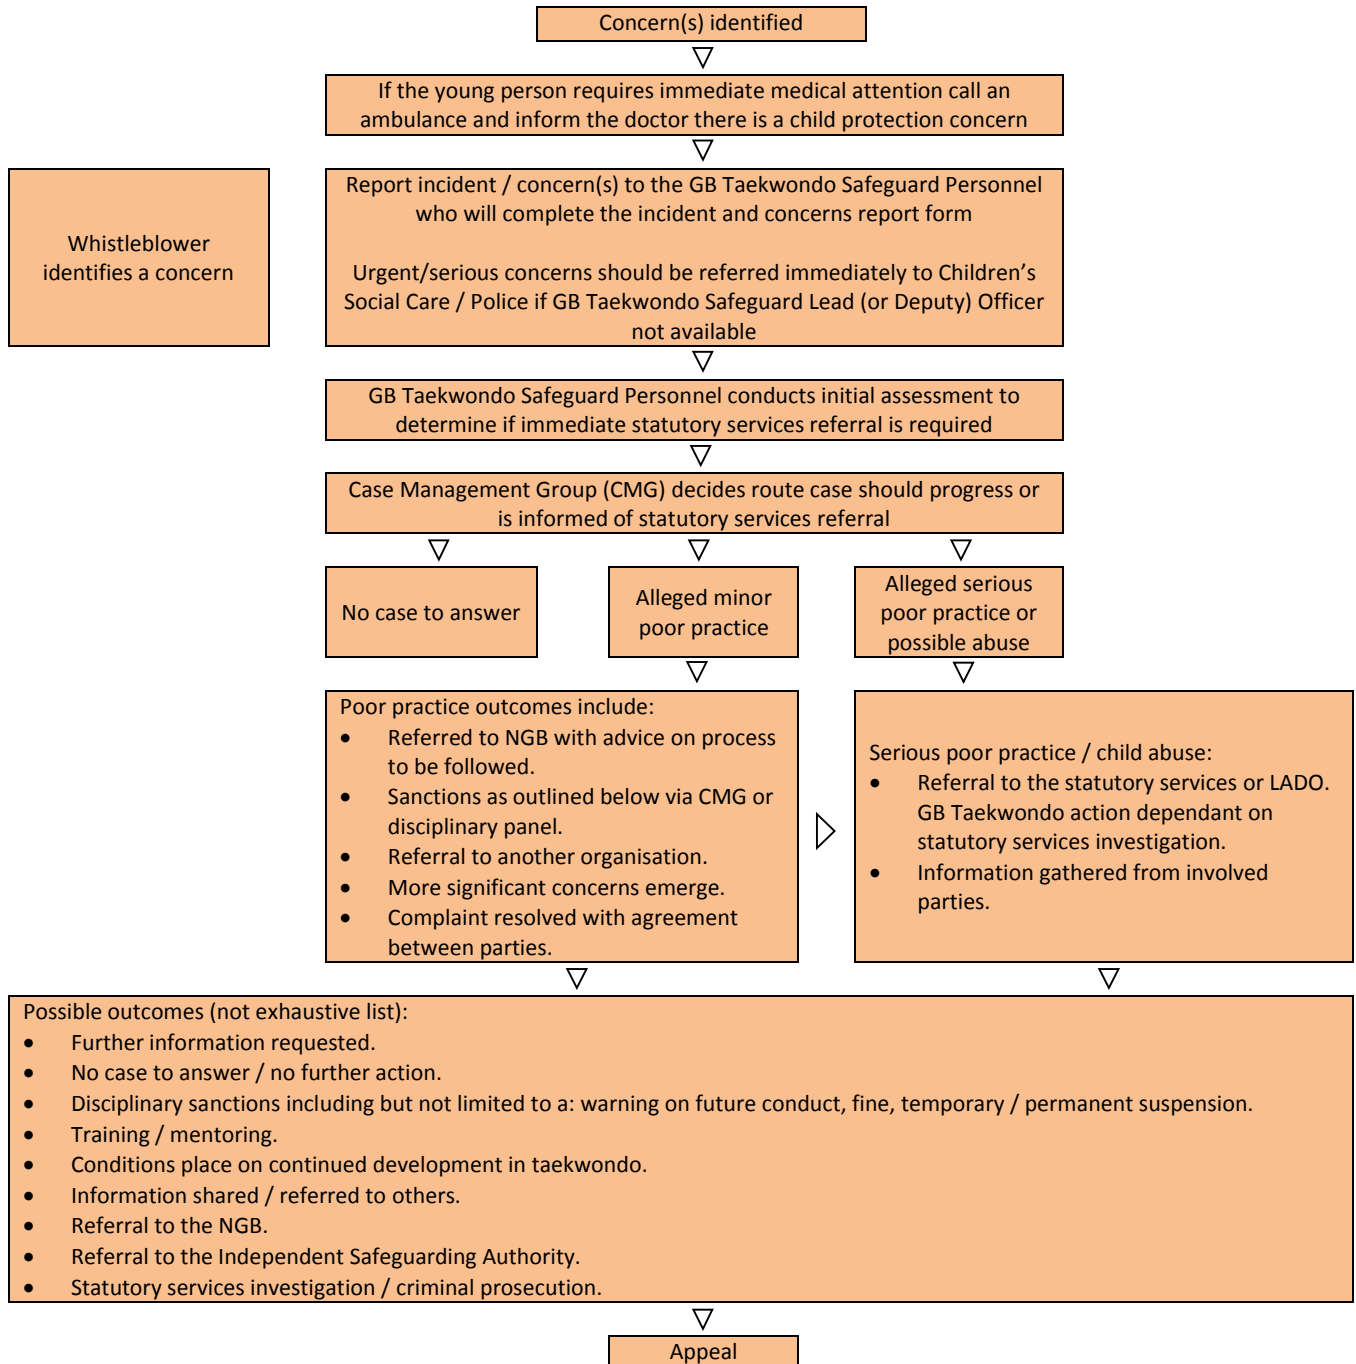 Concern(s) identified
If the young person requires immediate medical attention call an
ambulance and inform the doctor there is a child protection concern
Whistleblower
identifies a concern
Report incident / concern(s) to the GB Taekwondo Safeguard Personnel
who will complete the incident and concerns report form
Urgent/serious concerns should be referred immediately to Children’s
Social Care / Police if GB Taekwondo Safeguard Lead (or Deputy) Officer
not available
GB Taekwondo Safeguard Personnel conducts initial assessment to
determine if immediate statutory services referral is required
Case Management Group (CMG) decides route case should progress or
is informed of statutory services referral
No case to answer
Alleged minor
poor practice
Alleged serious
poor practice or
possible abuse
Poor practice outcomes include:
• Referred to NGB with advice on process
to be followed.
• Sanctions as outlined below via CMG or
disciplinary panel.
• Referral to another organisation.
• More significant concerns emerge.
• Complaint resolved with agreement
between parties.
Serious poor practice / child abuse:
• Referral to the statutory services or LADO.
GB Taekwondo action dependant on
statutory services investigation.
• Information gathered from involved
parties.
Possible outcomes (not exhaustive list):
• Further information requested.
• No case to answer / no further action.
• Disciplinary sanctions including but not limited to a: warning on future conduct, fine, temporary / permanent suspension.
• Training / mentoring.
• Conditions place on continued development in taekwondo.
• Information shared / referred to others.
• Referral to the NGB.
• Referral to the Independent Safeguarding Authority.
• Statutory services investigation / criminal prosecution.
Appeal